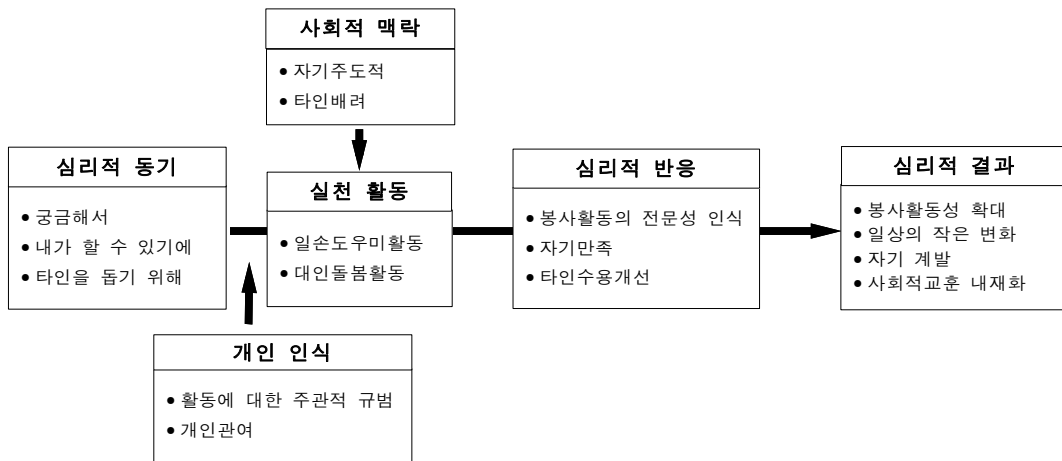 사회적 맥락
● 자기주도적
● 타인배려
심리적 동기
● 궁금해서
● 내가 할 수 있기에
● 타인을 돕기 위해
실천 활동
● 일손도우미활동
● 대인돌봄활동
심리적 반응
● 봉사활동의 전문성 인식
● 자기만족
● 타인수용개선
심리적 결과
● 봉사활동성 확대
● 일상의 작은 변화
● 자기 계발
● 사회적교훈 내재화
개인 인식
● 활동에 대한 주관적 규범
● 개인관여